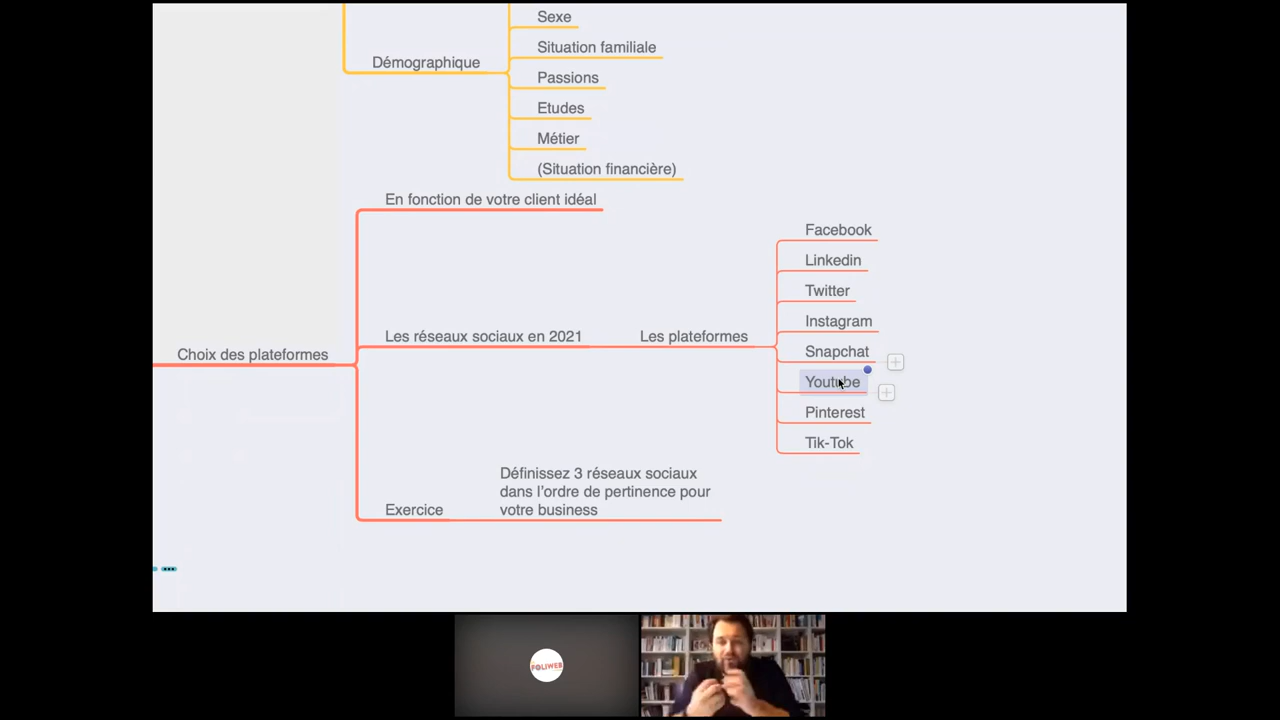 Sexe
Situation familiale
Démographique
Passions
Etudes
Métier
(Situation financière)
En fonction de votre client idéal
Facebook
Linkedin
Twitter
Instagram
Les réseaux sociaux en 2021
Les plateformes
Snapchat
Choix des plateformes
Youtube
Pinterest
Tik-Tok
Définissez 3 réseaux sociaux
dans l’ordre de pertinence pour
votre business
Exercice
FOLIWEB